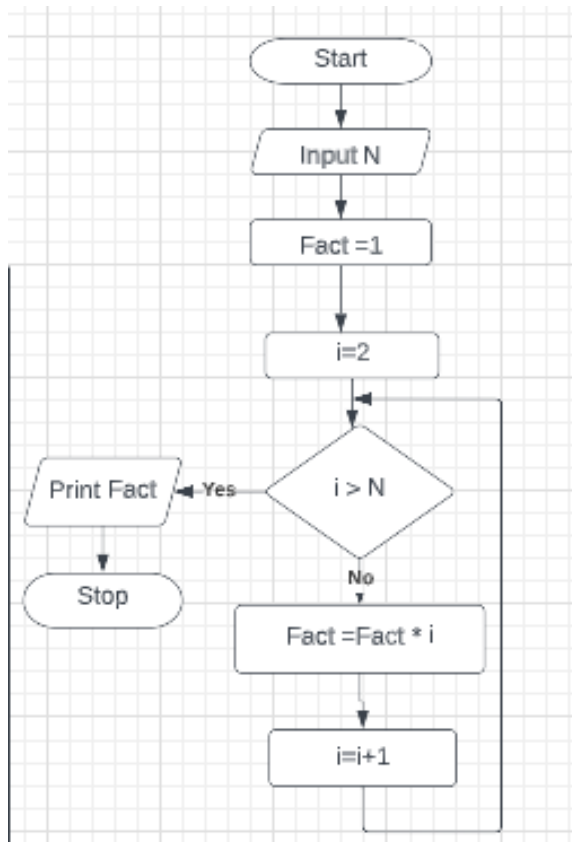 Start
Input N
Fact =1
i=2
i > N
Yes
Print Fact
Stop
No
Fact =Fact * i
i=i+1